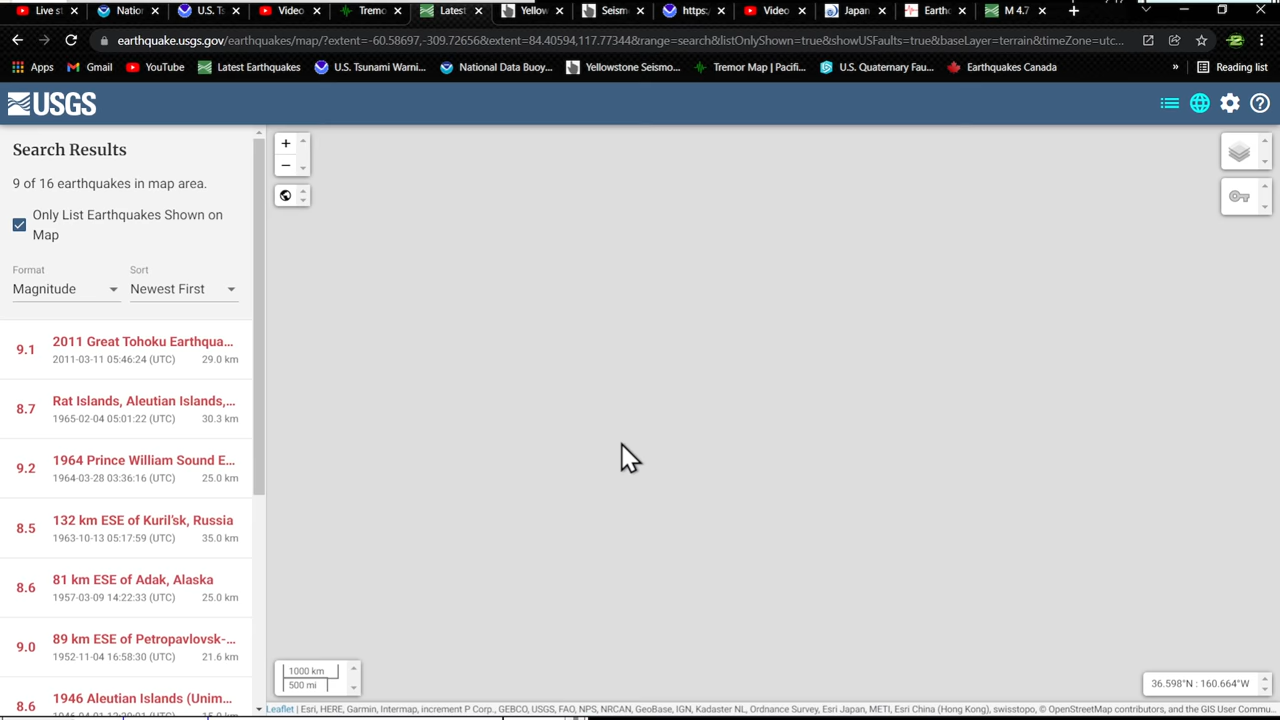 Live st
Nation
U.S. Ts
Video
Tremo
Latest
Yellow
Seism
https:
Video
Japan
Earth
M 4.7
earthquake.usgs.gov/earthquakes/map/?extent=-60.58697,-309.72656&extent=84.40594,117.77344&range=search&listOnlyShown=true&showUSFaults=true&baseLayer=terrain&timeZone=utc...
Apps
Gmail
YouTube
Latest Earthquakes
U.S. Tsunami Warni...
National Data Buoy...
Yellowstone Seismo...
Tremor Map | Pacifi...
U.S. Quaternary Fau...
Earthquakes Canada
»
Reading list
USGS
Search Results
9 of 16 earthquakes in map area.
Only List Earthquakes Shown on
Map
Format
Sort
Magnitude
Newest First
9.1
2011 Great Tohoku Earthqua...
2011-03-11 05:46:24 (UTC) 29.0 km
8.7
Rat Islands, Aleutian Islands,...
1965-02-04 05:01:22 (UTC) 30.3 km
9.2
1964 Prince William Sound E...
1964-03-28 03:36:16 (UTC) 25.0 km
8.5
132 km ESE of Kuril'sk, Russia
1963-10-13 05:17:59 (UTC) 35.0 km
8.6
81 km ESE of Adak, Alaska
1957-03-09 14:22:33 (UTC) 25.0 km
9.0
89 km ESE of Petropavlovsk-...
1952-11-04 16:58:30 (UTC) 21.6 km
8.6
1946 Aleutian Islands (Unim...
+
−
1000 km
500 mi
36.598°N : 160.664°W
Leaflet | Esri, HERE, Garmin, Intermap, increment P Corp., GEBCO, USGS, FAO, NPS, NRCAN, GeoBase, IGN, Kadaster NL, Ordnance Survey, Esri Japan, METI, Esri China (Hong Kong), swisstopo, © OpenStreetMap contributors, and the GIS User Commu...